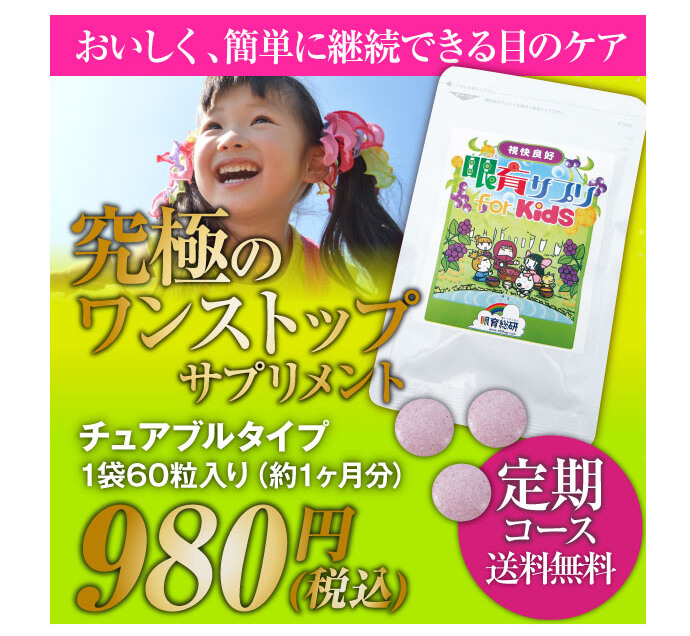 おいしく、簡単に継続できる目のケア
視快良好
眼育サプリ
for Kids
眼育総研
究極の
ワンストップ
サプリメント
チュアブルタイプ
1袋60粒入り（約1ヶ月分）
980円
(税込)
定期
コース
送料無料